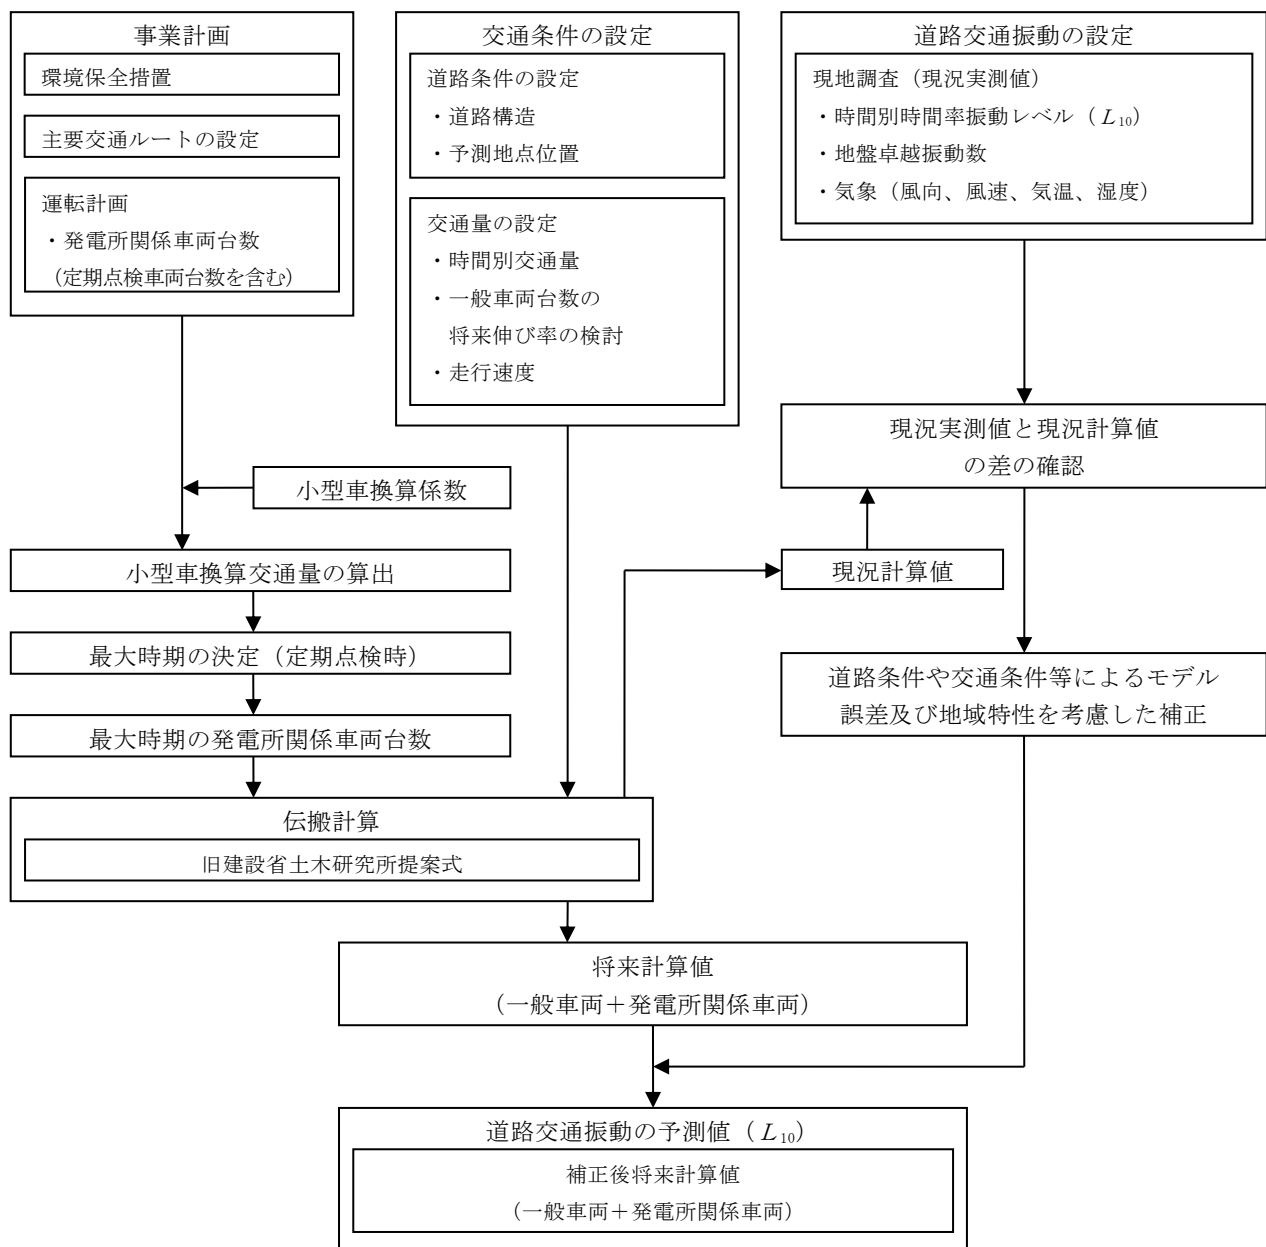 事業計画
環境保全措置
主要交通ルートの設定
運転計画
・発電所関係車両台数
（定期点検車両台数を含む）
交通条件の設定
道路条件の設定
・道路構造
・予測地点位置
交通量の設定
・時間別交通量
・一般車両台数の
将来伸び率の検討
・走行速度
道路交通振動の設定
現地調査（現況実測値）
・時間別時間率振動レベル（L10）
・地盤卓越振動数
・気象（風向、風速、気温、湿度）
現況実測値と現況計算値
の差の確認
小型車換算係数
小型車換算交通量の算出
現況計算値
最大時期の決定（定期点検時）
道路条件や交通条件等によるモデル
誤差及び地域特性を考慮した補正
最大時期の発電所関係車両台数
伝搬計算
旧建設省土木研究所提案式
将来計算値
（一般車両＋発電所関係車両）
道路交通振動の予測値（L10）
補正後将来計算値
（一般車両＋発電所関係車両）